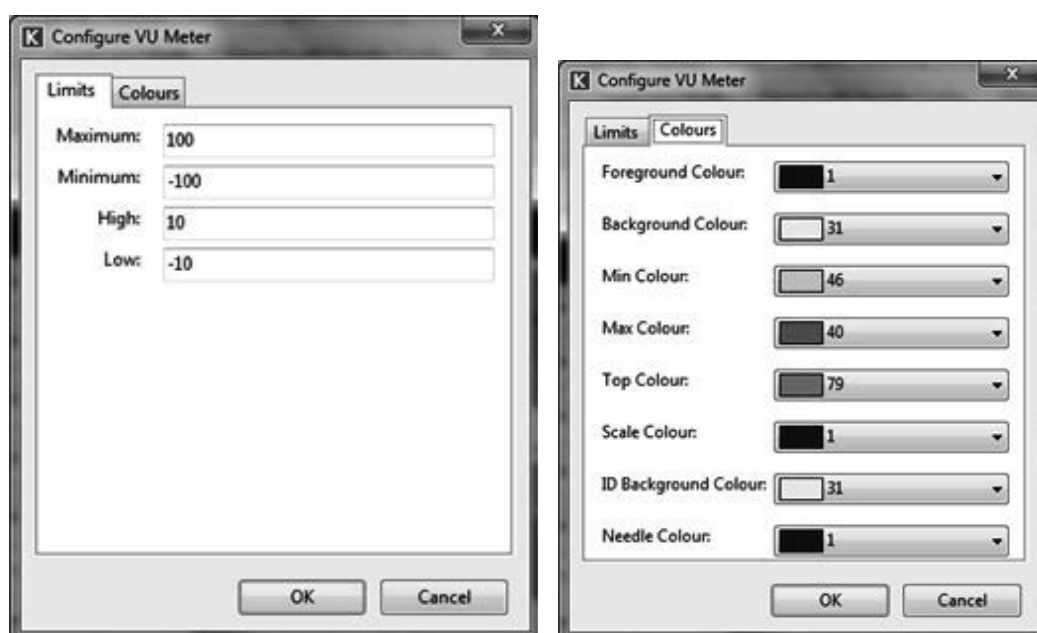 K Configure VU Meter x
Limits Colours
Maximum: 100
Minimum: -100
High: 10
Low: -10
OK Cancel
K Configure VU Meter x
Limits Colours
Foreground Colour: 1
Background Colour: 31
Min Colour: 46
Max Colour: 40
Top Colour: 79
Scale Colour: 1
ID Background Colour: 31
Needle Colour: 1
OK Cancel